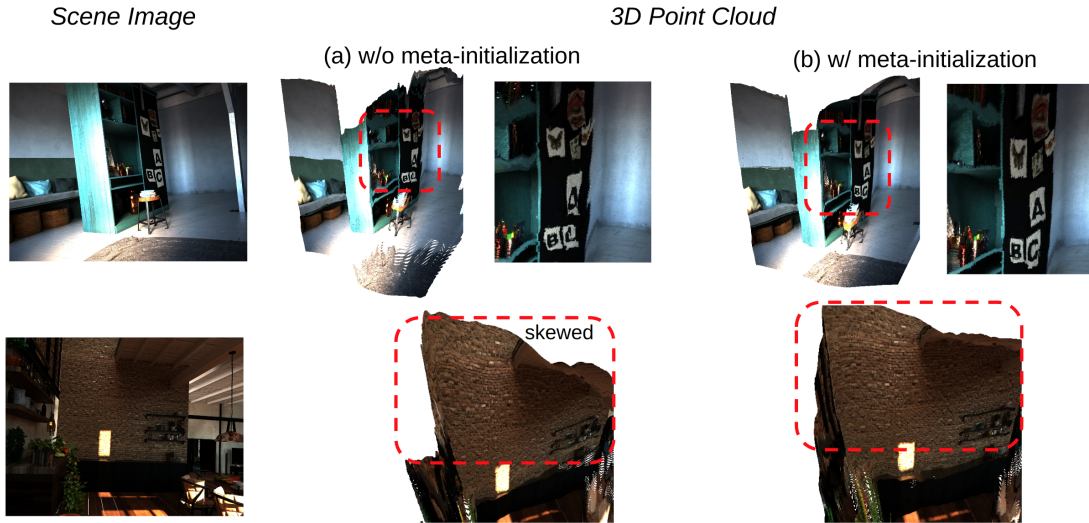 Scene Image
3D Point Cloud
(a) w/o meta-initialization
(b) w/ meta-initialization
A
B C
A
B C
A
B
A
B C
A
B C
skewed